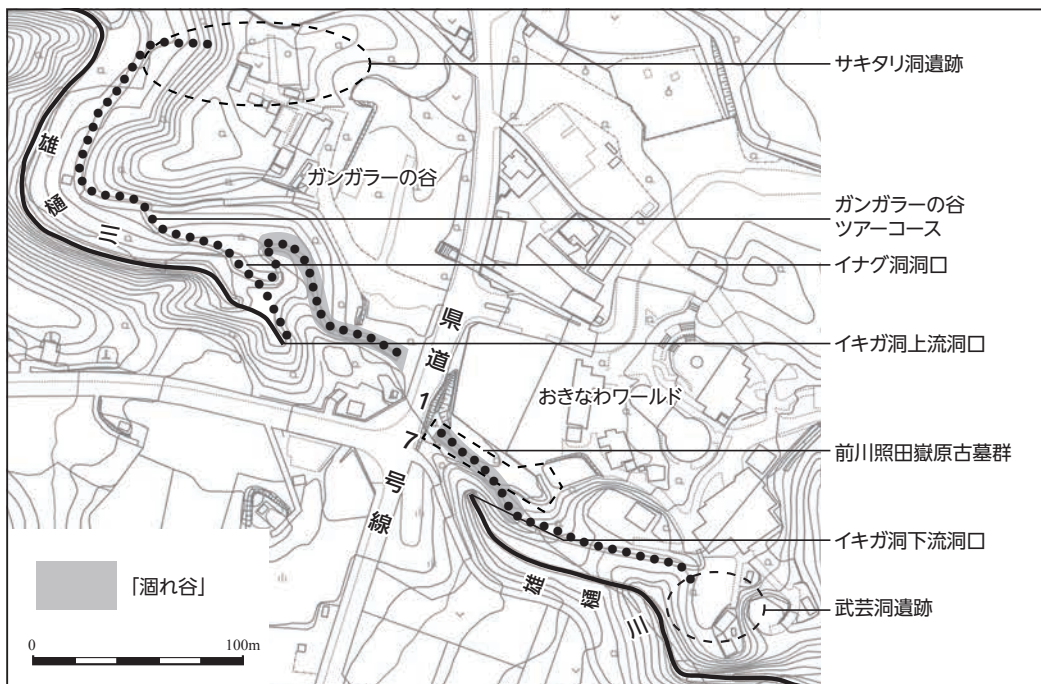 サキタリ洞遺跡
ガンガラーの谷
雄樋川
ガンガラーの谷
ツアーコース
イナグ洞洞口
県道17号線
イキガ洞上流洞口
おきなわワールド
前川照田嶽原古墓群
イキガ洞下流洞口
雄樋川
「涸れ谷」
武芸洞遺跡
0 100m